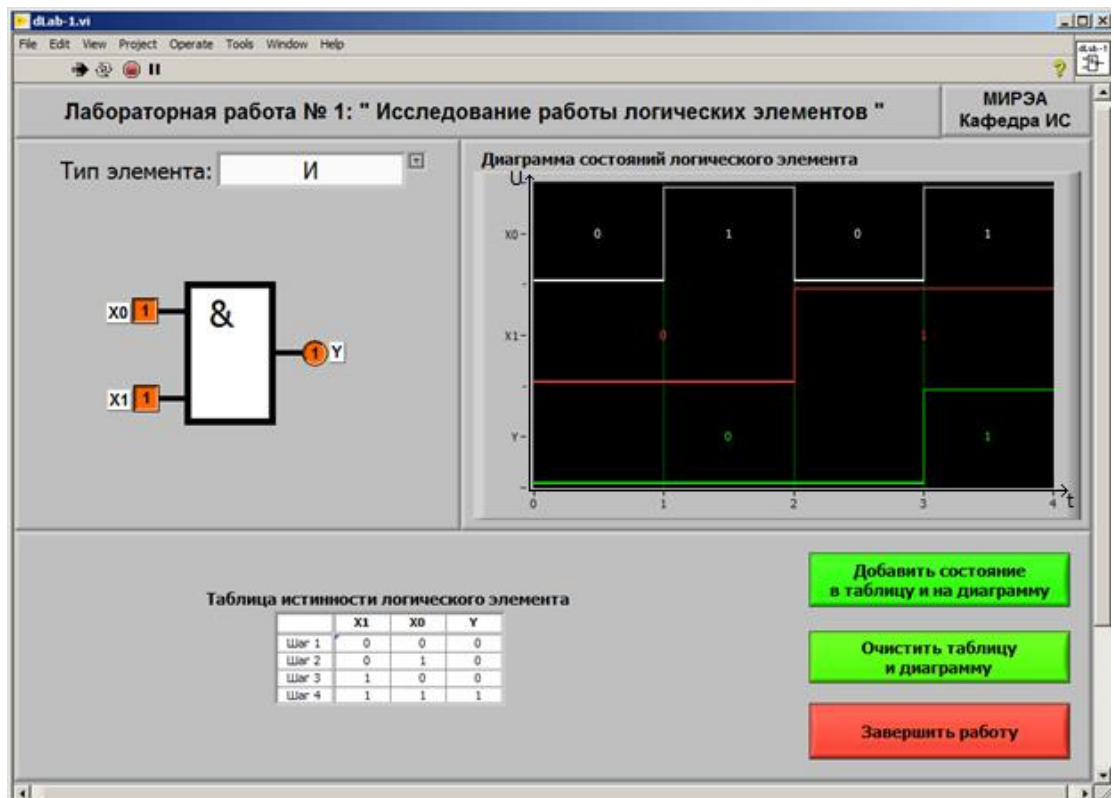 dLab-1.vi
File Edit View Project Operate Tools Window Help
dLab-1
Лабораторная работа № 1: " Исследование работы логических элементов "
МИРЭА
Кафедра ИС
Тип элемента: И
X0 1
&
1 Y
X1 1
Диаграмма состояний логического элемента
U
X0
0 1 0 1
X1
0 1
Y
0 1
0 1 2 3 4 t
Таблица истинности логического элемента
X1 X0 Y
Шаг 1 0 0 0
Шаг 2 0 1 0
Шаг 3 1 0 0
Шаг 4 1 1 1
Добавить состояние
в таблицу и на диаграмму
Очистить таблицу
и диаграмму
Завершить работу